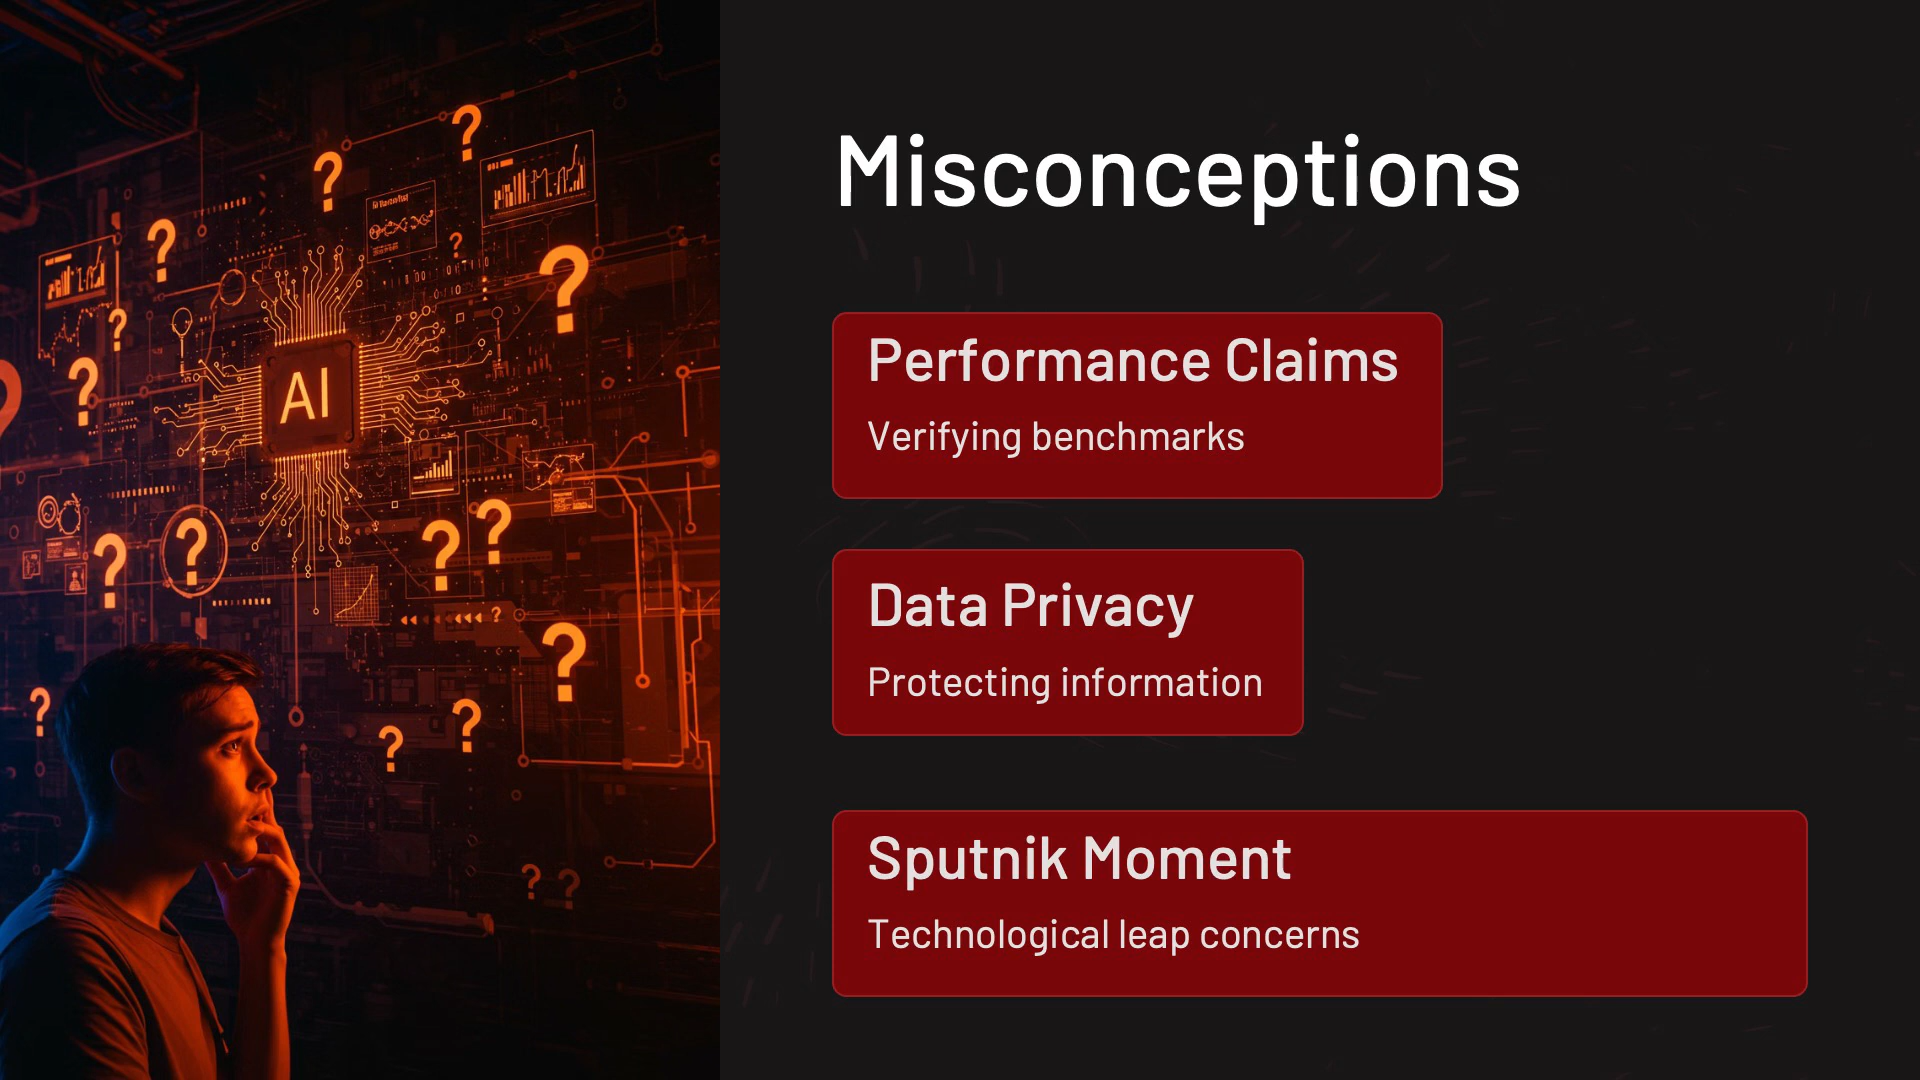 Misconceptions
Performance Claims
Verifying benchmarks
Data Privacy
Protecting information
Sputnik Moment
Technological leap concerns
AI
? ? ? ? ? ? ? ? ? ? ? ? ? ? ? ? ? ? ?